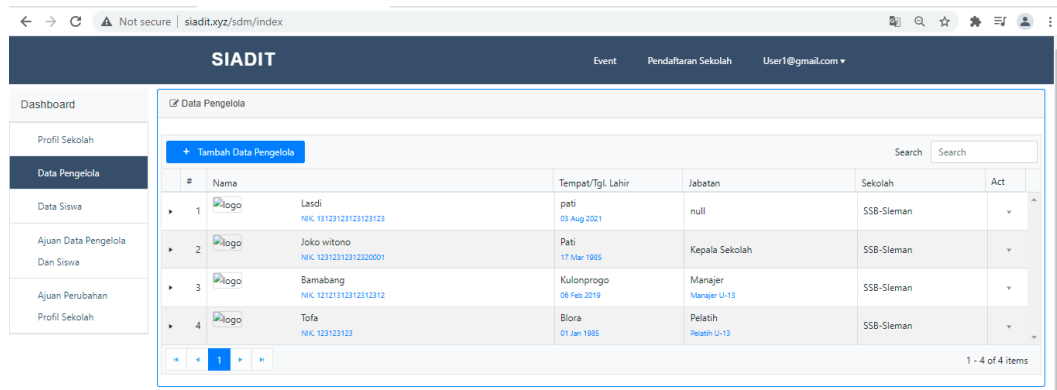 Not secure | siadit.xyz/sdm/index
SIADIT Event Pendaftaran Sekolah User1@gmail.com
Dashboard
Profil Sekolah
Data Pengelola
Data Siswa
Ajuan Data Pengelola
Dan Siswa
Ajuan Perubahan
Profil Sekolah
Data Pengelola
+ Tambah Data Pengelola Search Search
# Nama Tempat/Tgl. Lahir Jabatan Sekolah Act
1 logo Lasdi pati null SSB-Sleman
NIK. 13123123123123123 03 Aug 2021
2 logo Joko witono Pati Kepala Sekolah SSB-Sleman
NIK. 1231232312312320001 17 Mar 1985
3 logo Bamabang Kulonprogo Manajer SSB-Sleman
NIK. 12121312312312312 06 Feb 2019 Manajer U-13
4 logo Tofa Blora Pelatih SSB-Sleman
NIK. 123123123 01 Jan 1985 Pelatih U-13
1 1 - 4 of 4 items